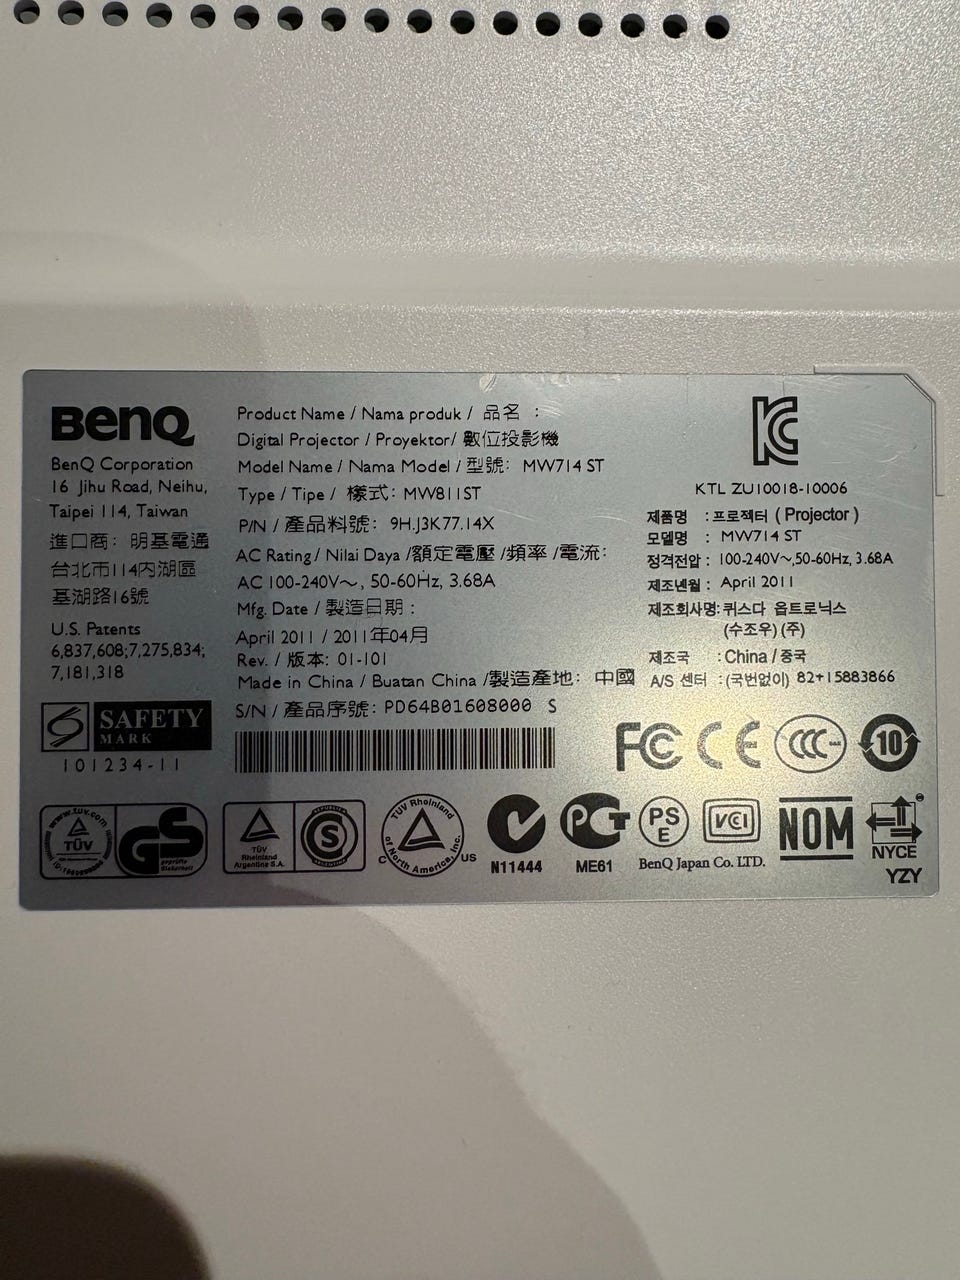 BenQ
BenQ Corporation
16 Jihu Road, Neihu,
Taipei 114, Taiwan
進口商: 明基電通
台北市114內湖區
基湖路16號
U.S. Patents
6,837,608;7,275,834;
7,181,318
SAFETY
MARK
101234-11
Product Name / Nama produk / 品名 :
Digital Projector / Proyektor/ 數位投影機
Model Name / Nama Model / 型號: MW714 ST
Type / Tipe / 樣式: MW811ST
P/N / 產品料號: 9H.J3K77.14X
AC Rating / Nilai Daya /額定電壓 /頻率 /電流:
AC 100-240V~, 50-60Hz, 3.68A
Mfg. Date / 製造日期 :
April 2011 / 2011年04月
Rev. / 版本: 01-101
Made in China / Buatan China /製造產地: 中國
S/N / 產品序號: PD64B01608000 S
KC
KTL ZU10018-10006
제품명 : 프로젝터 ( Projector )
모델명 : MW714 ST
정격전압 : 100-240V~,50-60Hz, 3.68A
제조년월 : April 2011
제조회사명: 퀴스다 옵트로닉스
(수조우) (주)
제조국 : China / 중국
A/S 센터 : (국번없이) 82+15883866
FC CE CCC S&E 10
www.tuv.com
TÜV
GS
geprüfte
Sicherheit
TÜV
Rheinland
Argentina S.A.
S
TÜV Rheinland
of North America, Inc.
C US
N11444
PCT
ME61
PS
E
BenQ Japan Co. LTD.
VCI
NOM
NYCE
YZY